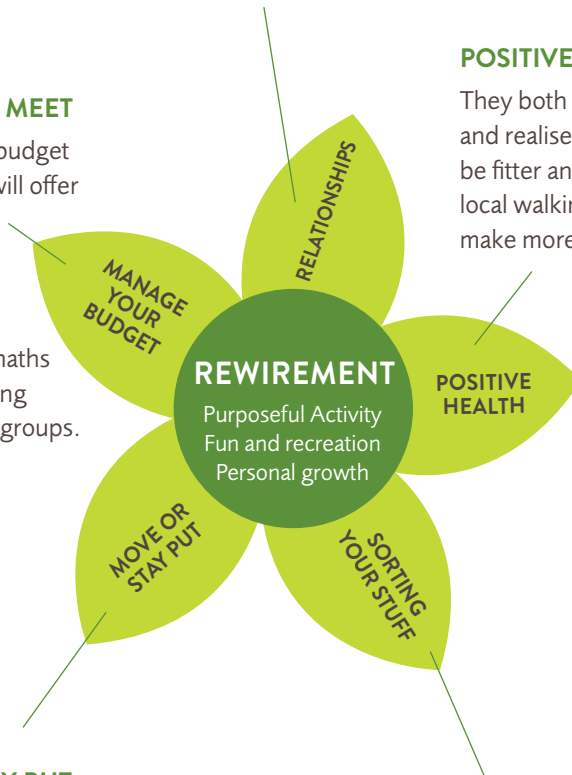 POSITIVE
They both
and realise
be fitter an
local walkin
make more
MEET
budget
will offer
RELATIONSHIPS
MANAGE
YOUR
BUDGET
naths
ng
groups.
REWIREMENT
Purposeful Activity
Fun and recreation
Personal growth
POSITIVE
HEALTH
MOVE OR
STAY PUT
SORTING
YOUR STUFF